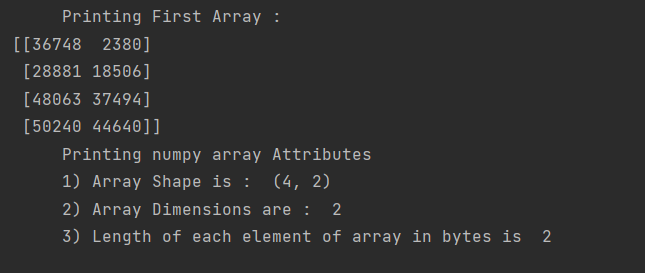 Printing First Array :
[[36748  2380]
 [28881 18506]
 [48063 37494]
 [50240 44640]]
Printing numpy array Attributes
1) Array Shape is :  (4, 2)
2) Array Dimensions are :  2
3) Length of each element of array in bytes is  2